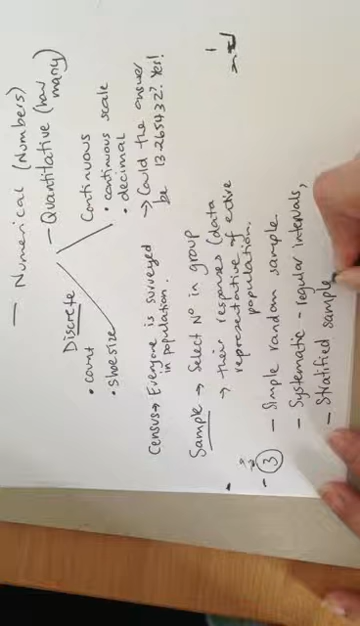 — Numerical (Numbers)
— Quantitative (how many)
Discrete
• count
• Shoesize
Continuous
• continuous scale
• decimal
→ Could the answer be 13.265432? Yes!
Census → Everyone is surveyed in population.
Sample → Select Nº in group
→ their responses (data representative of entire population.
3
— Simple random sample.
— Systematic - regular intervals,
— Stratified sample